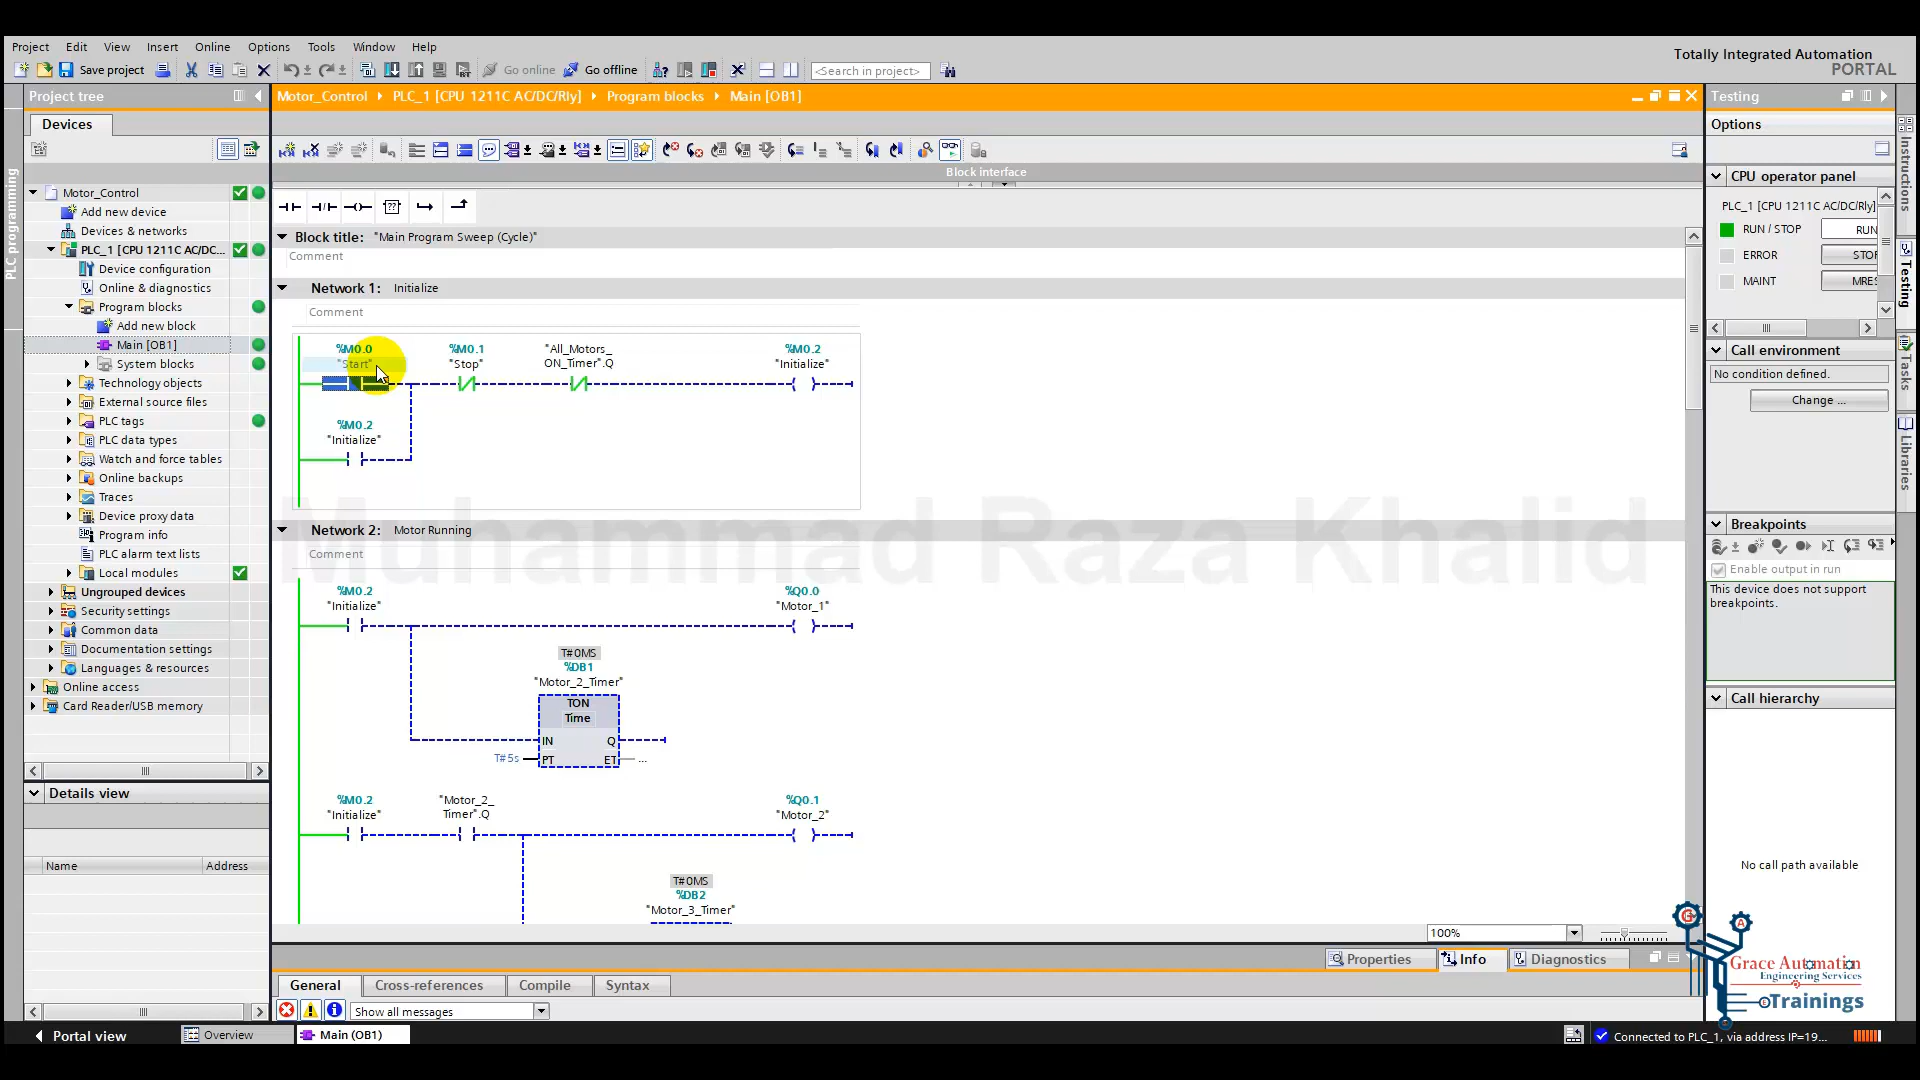 Project Edit View Insert Online Options Tools Window Help
Totally Integrated Automation
PORTAL
Save project
Go online
Go offline
<Search in project>
Project tree
Motor_Control
PLC_1 [CPU 1211C AC/DC/Rly]
Program blocks
Main [OB1]
Testing
Devices
Options
PLC programming
Block interface
Motor_Control
Add new device
Devices & networks
PLC_1 [CPU 1211C AC/DC...
Device configuration
Online & diagnostics
Program blocks
Add new block
Main [OB1]
System blocks
Technology objects
External source files
PLC tags
PLC data types
Watch and force tables
Online backups
Traces
Device proxy data
Program info
PLC alarm text lists
Local modules
Ungrouped devices
Security settings
Common data
Documentation settings
Languages & resources
Online access
Card Reader/USB memory
Details view
Name
Address
??
Block title: "Main Program Sweep (Cycle)"
Comment
Network 1: Initialize
Comment
%M0.0
"Start"
%M0.1
"Stop"
"All_Motors_
ON_Timer".Q
%M0.2
"Initialize"
%M0.2
"Initialize"
Muhammad Raza Khalid
Network 2: Motor Running
Comment
%M0.2
"Initialize"
%Q0.0
"Motor_1"
T#0MS
%DB1
"Motor_2_Timer"
TON
Time
IN
Q
T#5s
PT
ET
...
%M0.2
"Initialize"
"Motor_2_
Timer".Q
%Q0.1
"Motor_2"
T#0MS
%DB2
"Motor_3_Timer"
100%
Properties
Info
Diagnostics
General
Cross-references
Compile
Syntax
Show all messages
CPU operator panel
PLC_1 [CPU 1211C AC/DC/Rly]
RUN / STOP
RUN
ERROR
STOP
MAINT
MRES
Call environment
No condition defined.
Change ...
Breakpoints
Enable output in run
This device does not support
breakpoints.
Call hierarchy
No call path available
Instructions
Testing
Tasks
Libraries
G
A
Grace Automation
Engineering Services
eTrainings
Portal view
Overview
Main (OB1)
Connected to PLC_1, via address IP=19...